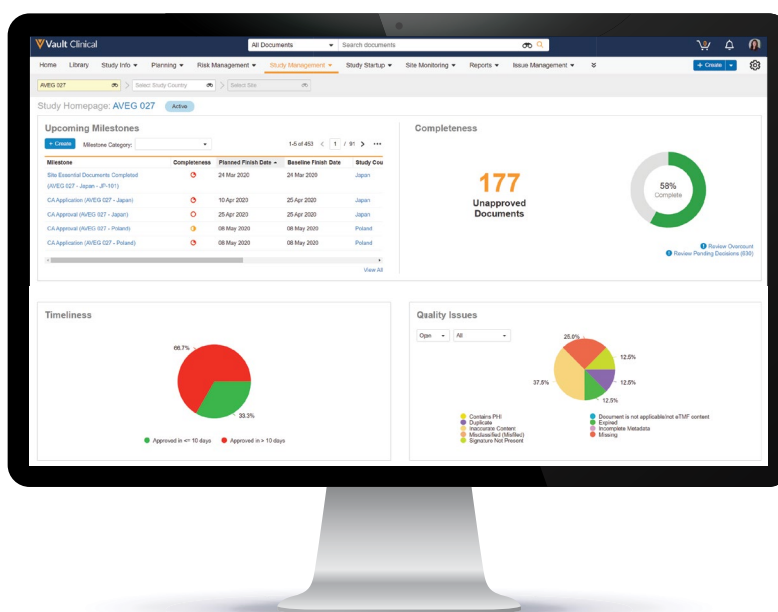 Vault Clinical
All Documents
Search documents
Home Library Study Info Planning Risk Management Study Management Study Startup Site Monitoring Reports Issue Management
+ Create
AVEG 027
Select Study Country
Select Site
Study Homepage: AVEG 027 Active
Upcoming Milestones
+ Create Milestone Category: 1-5 of 453 1 / 91
Milestone Completeness Planned Finish Date Baseline Finish Date Study Cou
Site Essential Documents Completed 24 Mar 2020 24 Mar 2020 Japan
(AVEG 027 - Japan - JP-101)
CA Application (AVEG 027 - Japan) 10 Apr 2020 25 Apr 2020 Japan
CA Approval (AVEG 027 - Japan) 25 Apr 2020 25 Apr 2020 Japan
CA Approval (AVEG 027 - Poland) 08 May 2020 08 May 2020 Poland
CA Application (AVEG 027 - Poland) 08 May 2020 08 May 2020 Poland
View All
Completeness
177
Unapproved
Documents
58%
Complete
Review Overcount
Review Pending Decisions (838)
Timeliness
66.7%
33.3%
Approved in <= 10 days Approved in > 10 days
Quality Issues
Open All
25.0%
12.5%
37.5%
12.5%
12.5%
Contains PHI Document is not applicable/not eTMF content
Duplicate Expired
Inaccurate Content Incomplete Metadata
Misclassified (Misfiled) Missing
Signature Not Present